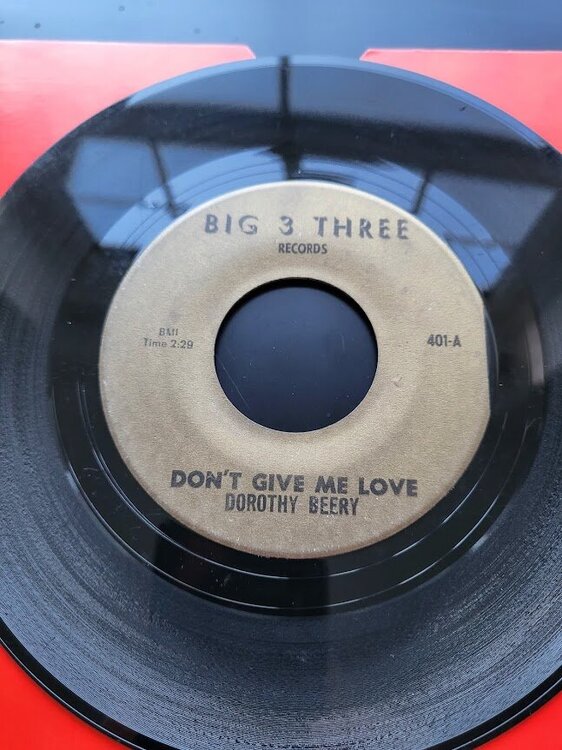 BIG 3 THREE
RECORDS
BMI
Time 2:29
401-A
DON'T GIVE ME LOVE
DOROTHY BEERY